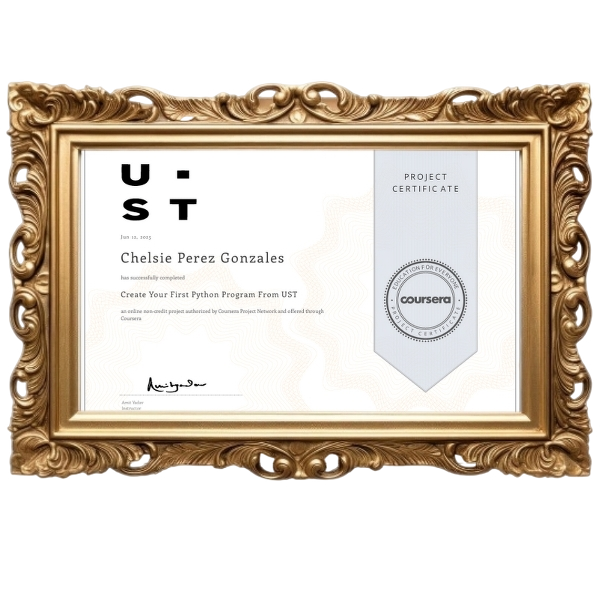 U -
ST
Jun 12, 2025
Chelsie Perez Gonzales
has successfully completed
Create Your First Python Program From UST
an online non-credit project authorized by Coursera Project Network and offered through
Coursera
Amit Yadav
Instructor
PROJECT
CERTIFICATE
EDUCATION FOR EVERYONE
coursera
PROJECT CERTIFICATE